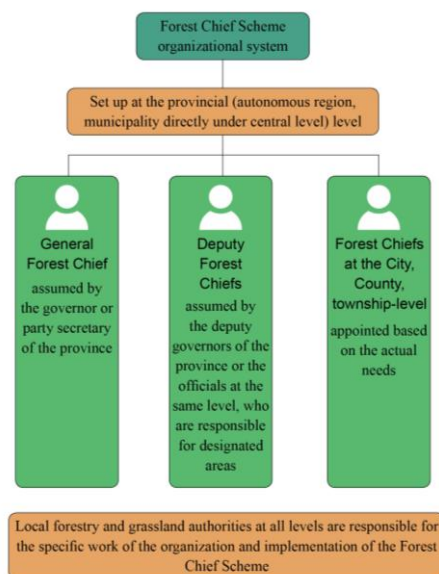 Forest Chief Scheme
organizational system
Set up at the provincial (autonomous region,
municipality directly under central level) level
General
Forest Chief
assumed by
the governor or
party secretary
of the province
Deputy
Forest
Chiefs
assumed by
the deputy
governors of the
province or the
officials at the
same level, who
are responsible
for designated
areas
Forest Chiefs
at the City,
County,
township-level
appointed based
on the actual
needs
Local forestry and grassland authorities at all levels are responsible for
the specific work of the organization and implementation of the Forest
Chief Scheme